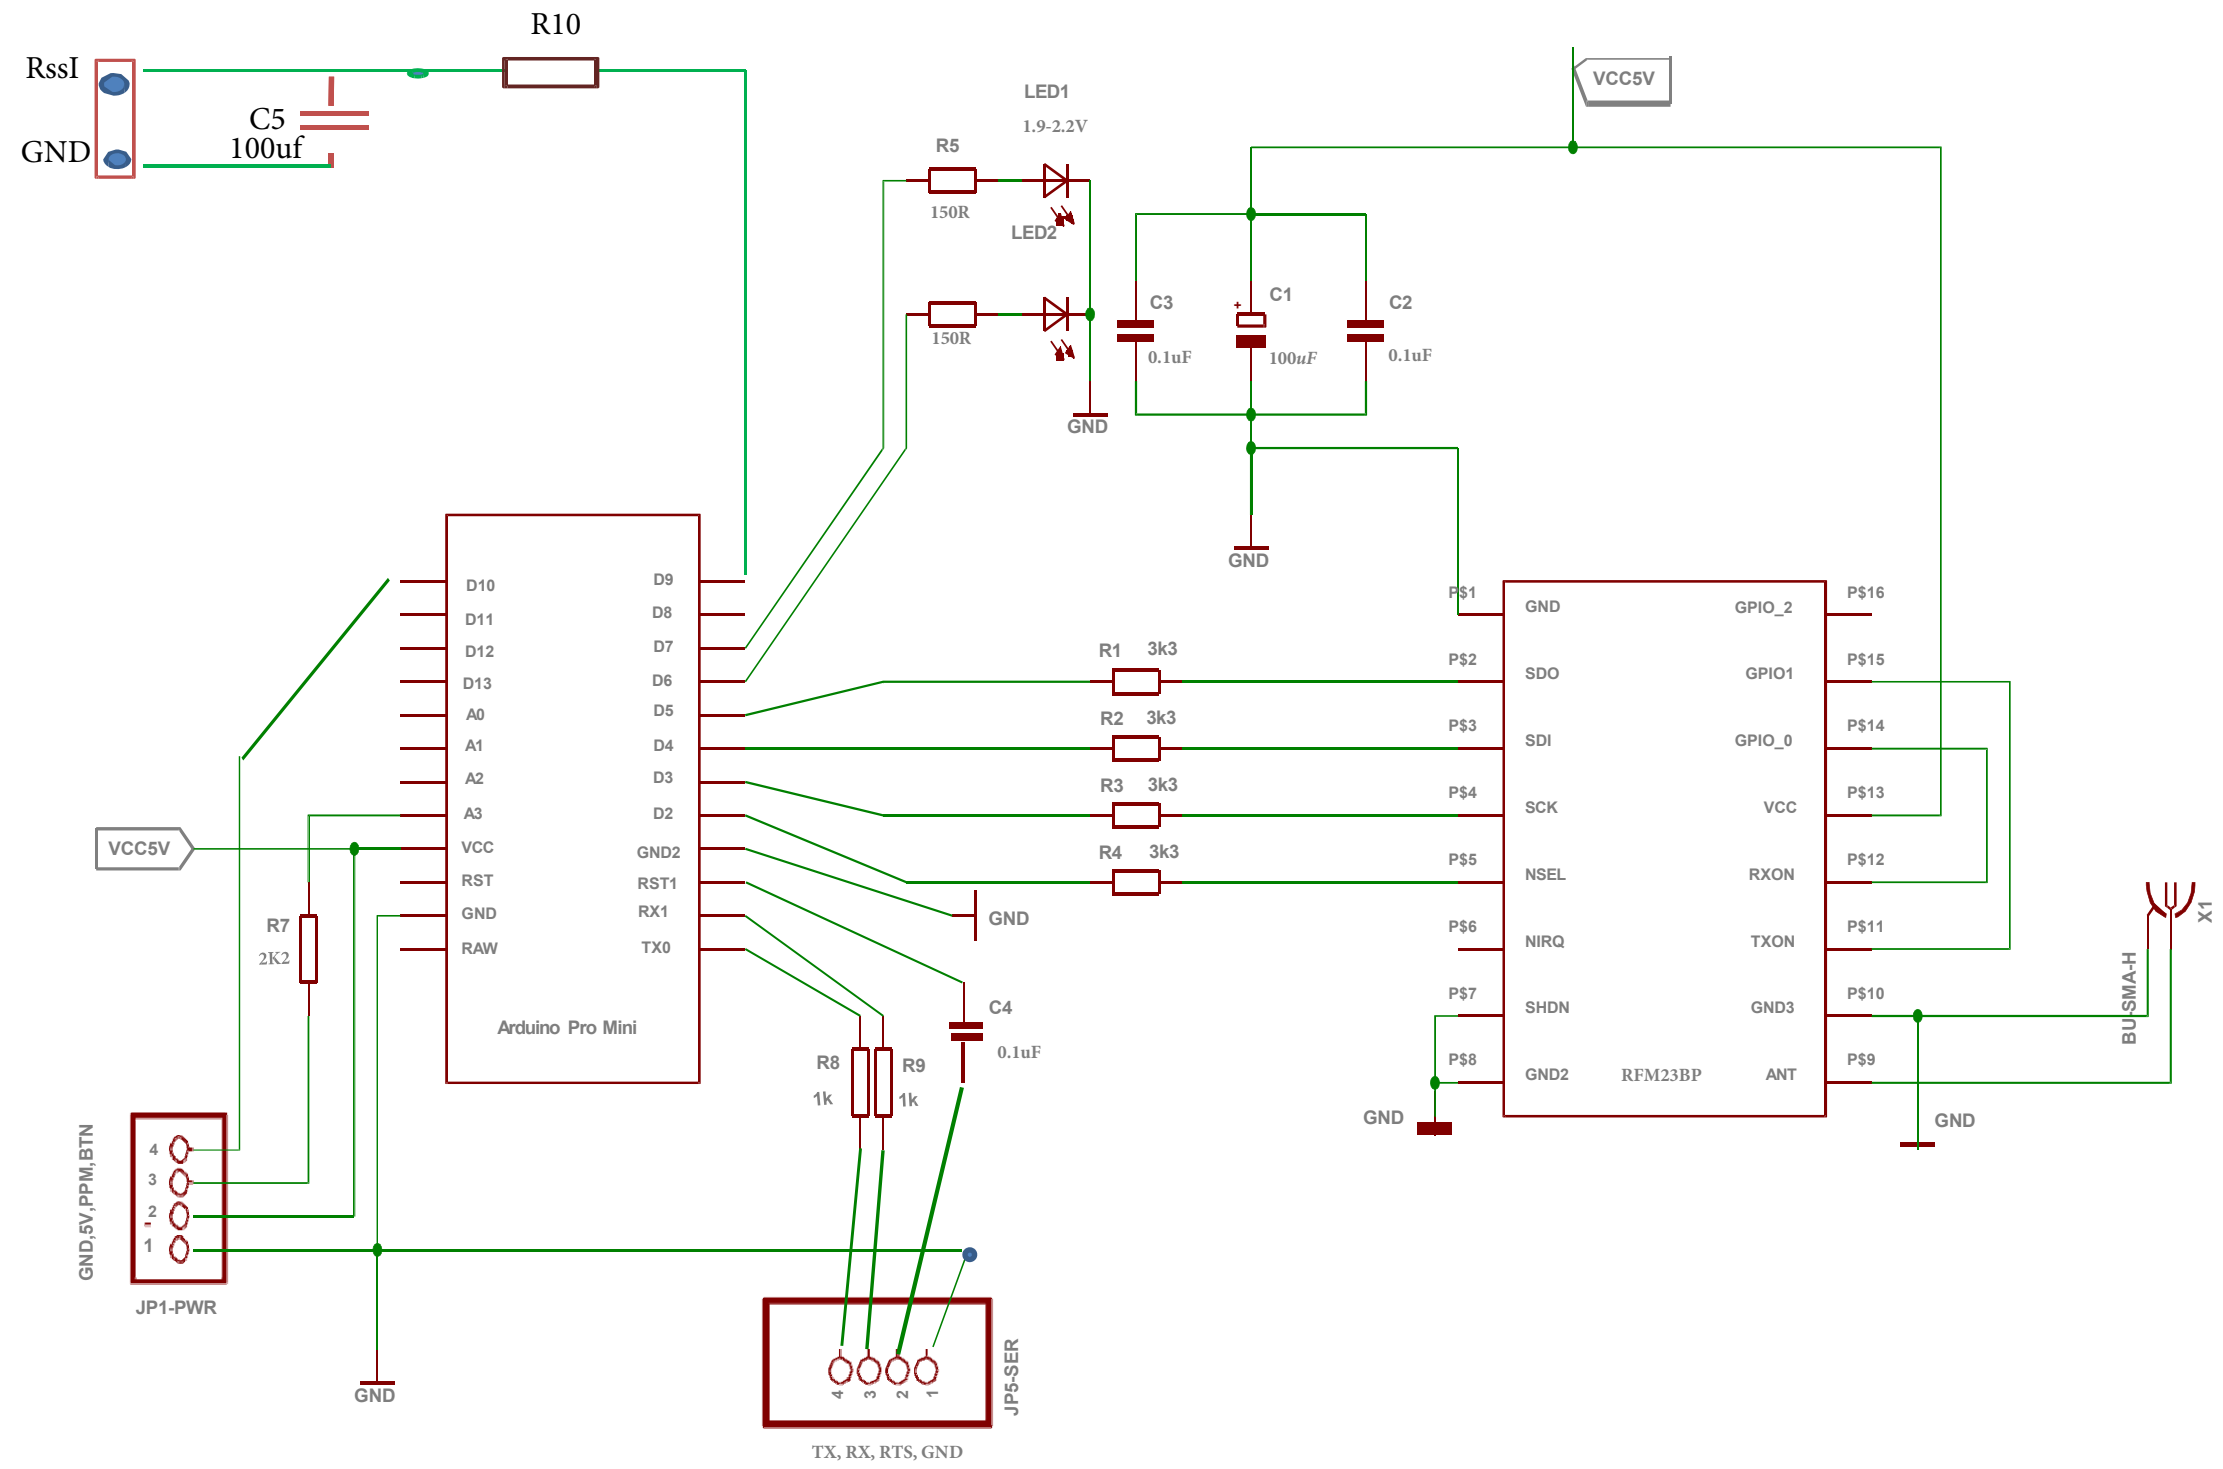 R10
RssI
C5
100uf
GND
LED1
1.9-2.2V
R5
150R
LED2
150R
GND
VCC5V
C3
0.1uF
+
C1
100uF
C2
0.1uF
GND
D10
D11
D12
D13
A0
A1
A2
A3
VCC
RST
GND
RAW
D9
D8
D7
D6
D5
D4
D3
D2
GND2
RST1
RX1
TX0
Arduino Pro Mini
VCC5V
R7
2K2
R1 3k3
R2 3k3
R3 3k3
R4 3k3
GND
C4
0.1uF
R8
1k
R9
1k
P$1
P$2
P$3
P$4
P$5
P$6
P$7
P$8
GND
SDO
SDI
SCK
NSEL
NIRQ
SHDN
GND2
RFM23BP
GPIO_2
GPIO1
GPIO_0
VCC
RXON
TXON
GND3
ANT
P$16
P$15
P$14
P$13
P$12
P$11
P$10
P$9
GND
GND
BU-SMA-H
X1
GND,5V,PPM,BTN
4
3
2
1
JP1-PWR
GND
4
3
2
1
JP5-SER
TX, RX, RTS, GND